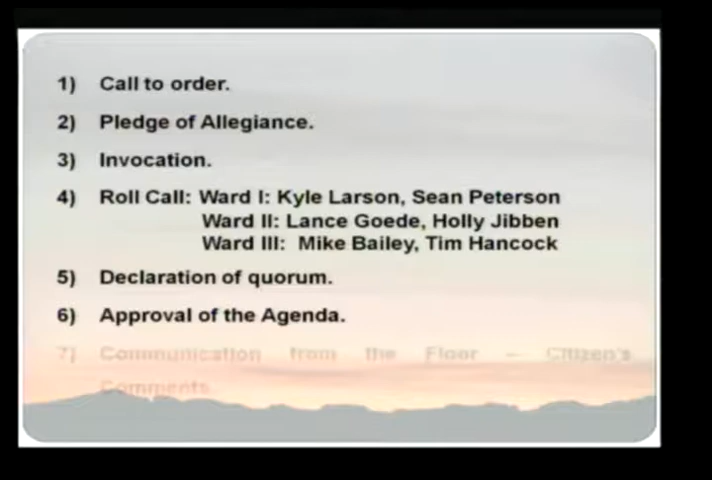 1) Call to order.
2) Pledge of Allegiance.
3) Invocation.
4) Roll Call: Ward I: Kyle Larson, Sean Peterson
Ward II: Lance Goede, Holly Jibben
Ward III: Mike Bailey, Tim Hancock
5) Declaration of quorum.
6) Approval of the Agenda.
7) Communication from the Floor – Citizen's
Comments